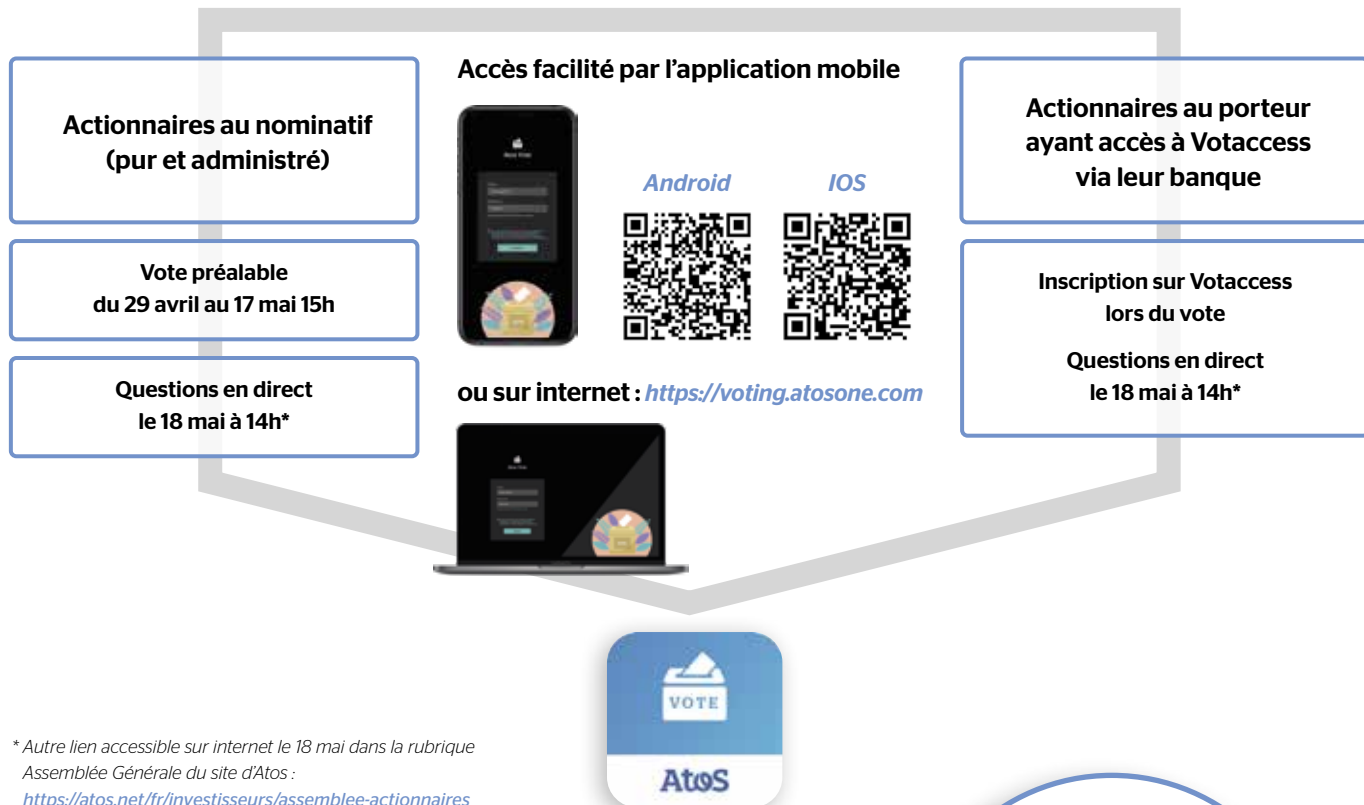 Actionnaires au nominatif
(pur et administré)
Vote préalable
du 29 avril au 17 mai 15h
Questions en direct
le 18 mai à 14h*
Accès facilité par l'application mobile
Android
IOS
ou sur internet : https://voting.atosone.com
Actionnaires au porteur
ayant accès à Votaccess
via leur banque
Inscription sur Votaccess
lors du vote
Questions en direct
le 18 mai à 14h*
VOTE
Atos
* Autre lien accessible sur internet le 18 mai dans la rubrique
Assemblée Générale du site d'Atos :
https://atos.net/fr/investisseurs/assemblee-actionnaires